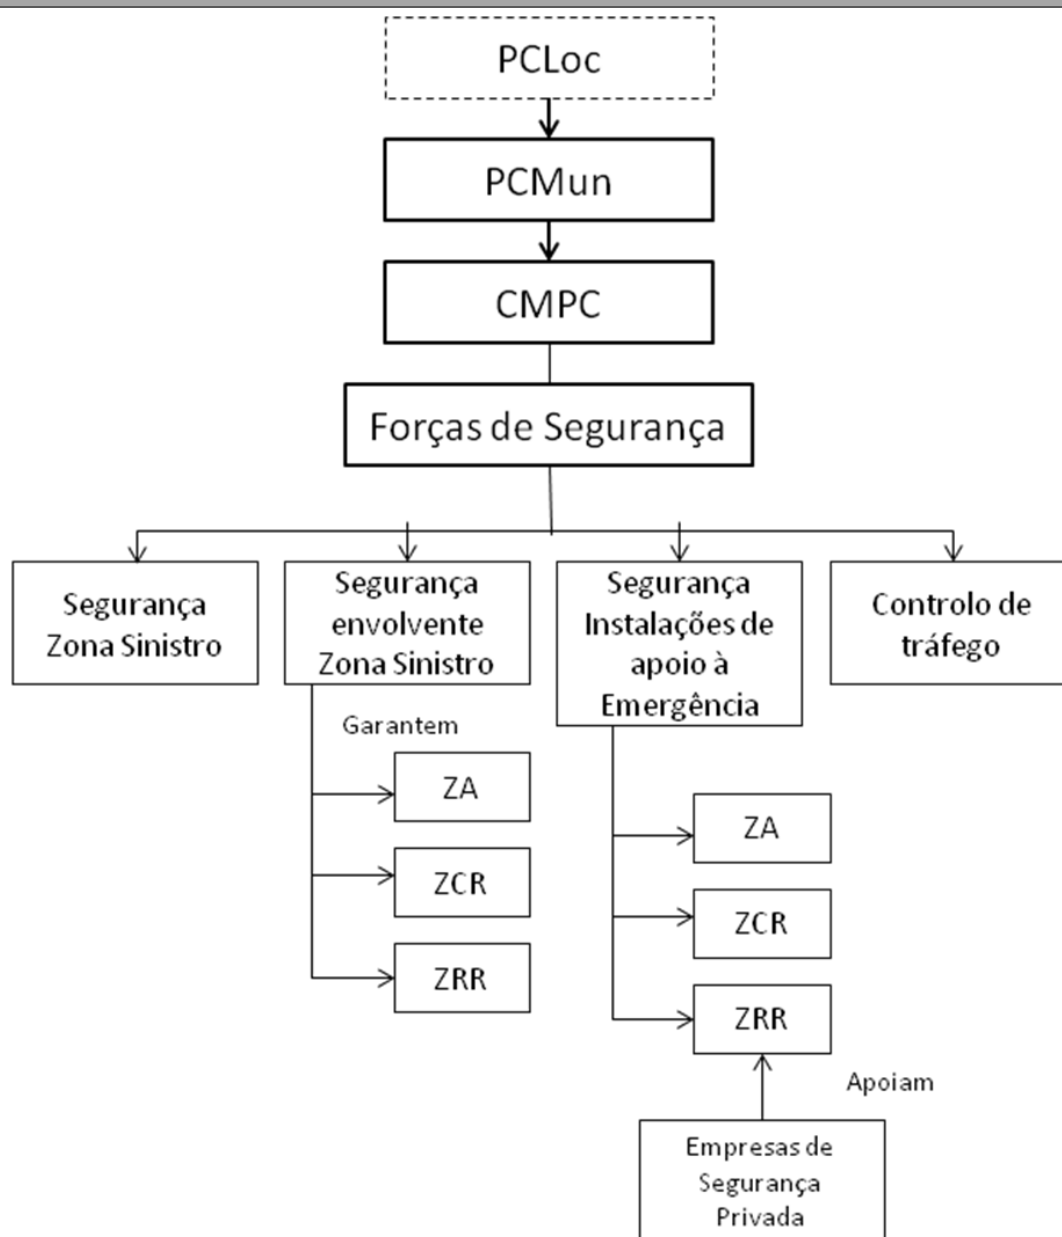 PCLoc
PCMun
CMPC
Forças de Segurança
Segurança
Zona Sinistro
Segurança
envolvente
Zona Sinistro
Segurança
Instalações de
apoio à
Emergência
Controlo de
tráfego
Garantem
ZA
ZCR
ZRR
ZA
ZCR
ZRR
Apoiam
Empresas de
Segurança
Privada